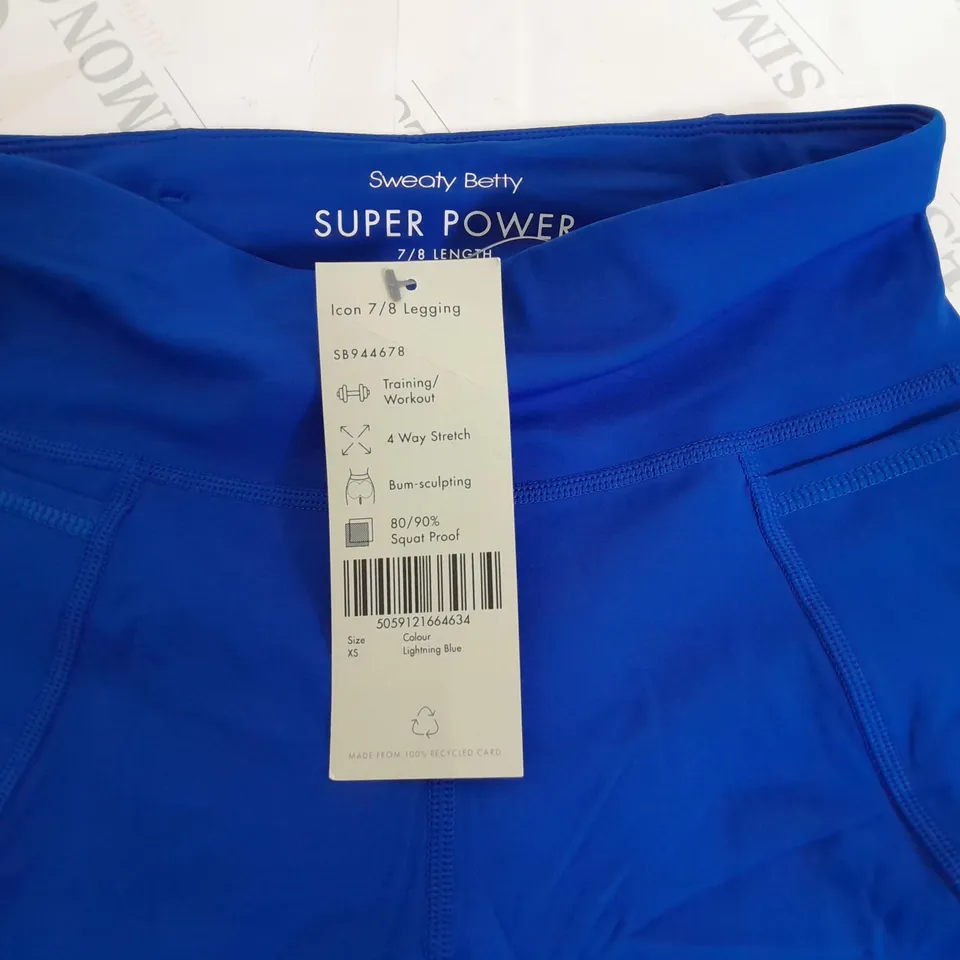 Sweaty Betty
SUPER POWER
7/8 LENGTH
Icon 7/8 Legging
SB944678
Training/
Workout
4 Way Stretch
Bum-sculpting
80/90%
Squat Proof
5059121664634
Size
XS
Colour
Lightning Blue
MADE FROM 100% RECYCLED CARD